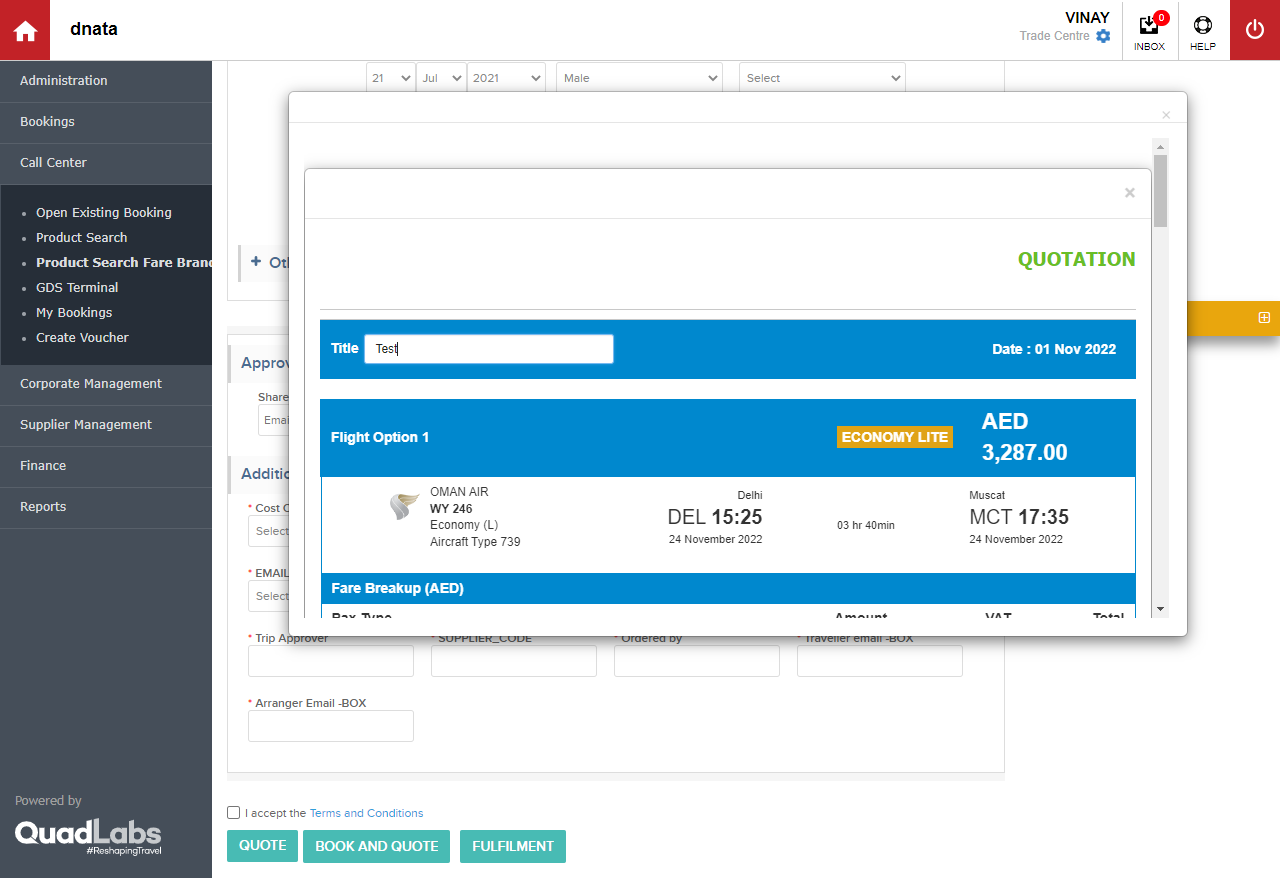 dnata
VINAY
Trade Centre
0
INBOX
HELP
Administration
Bookings
Call Center
Open Existing Booking
Product Search
Product Search Fare Brand
GDS Terminal
My Bookings
Create Voucher
Corporate Management
Supplier Management
Finance
Reports
Powered by
QuadLabs
#ReshapingTravel
21 Jul 2021 Male Select
×
×
+
QUOTATION
Title Test Date : 01 Nov 2022
Flight Option 1 ECONOMY LITE AED
3,287.00
OMAN AIR
WY 246
Economy (L)
Aircraft Type 739
Delhi
DEL 15:25
24 November 2022
03 hr 40min
Muscat
MCT 17:35
24 November 2022
Fare Breakup (AED)
Pax Type Amount VAT Total
Approv
Share
Emai
Additic
* Cost C
Select
* EMAIL
Select
* Trip Approver * SUPPLIER_CODE * Ordered by * Traveller email -BOX
* Arranger Email -BOX
I accept the Terms and Conditions
QUOTE BOOK AND QUOTE FULFILMENT